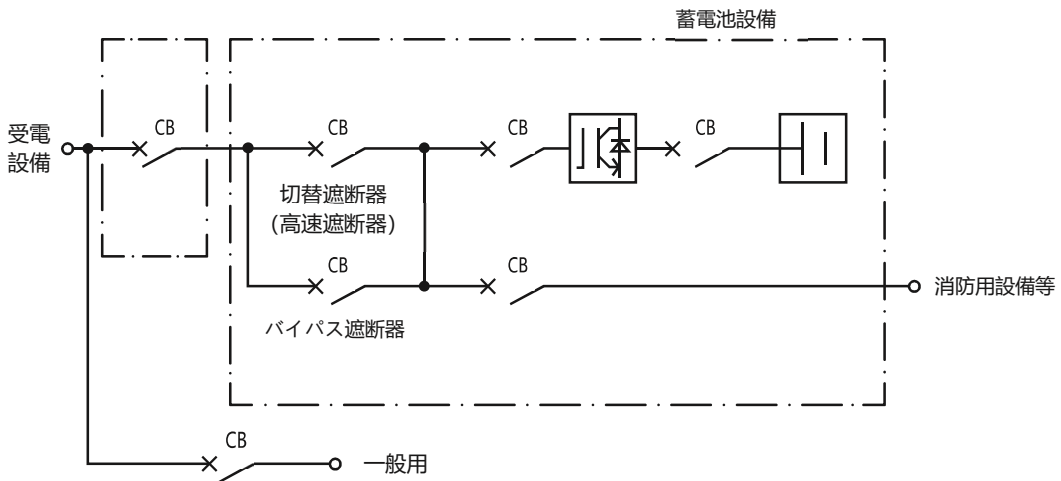 蓄電池設備
受電
設備
CB
CB
CB
CB
切替遮断器
(高速遮断器)
CB
CB
消防用設備等
バイパス遮断器
CB
一般用